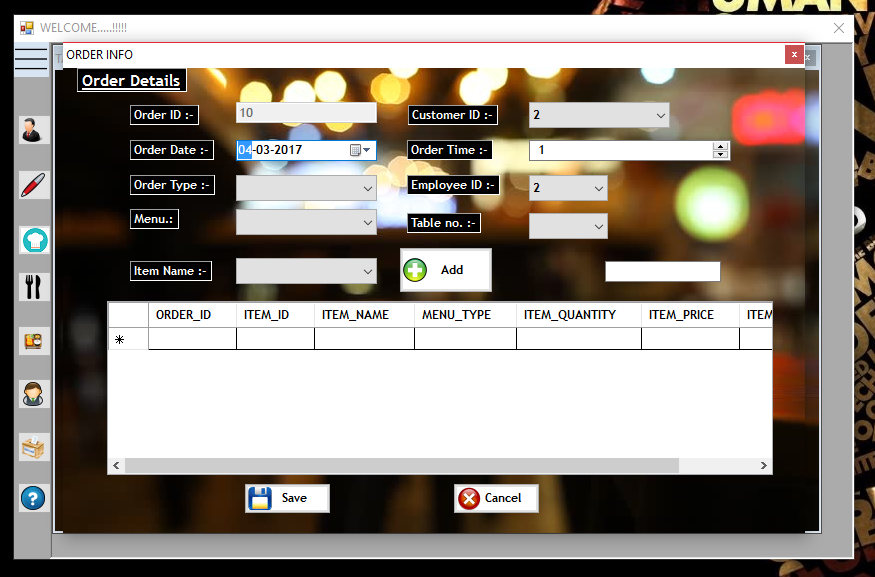 WELCOME.....!!!!!
ORDER INFO
Order Details
Order ID :- 10 Customer ID :- 2
Order Date :- 04-03-2017 Order Time :- 1
Order Type :- Employee ID :- 2
Menu.: Table no. :-
Item Name :- Add
ORDER_ID ITEM_ID ITEM_NAME MENU_TYPE ITEM_QUANTITY ITEM_PRICE ITEM
Save Cancel